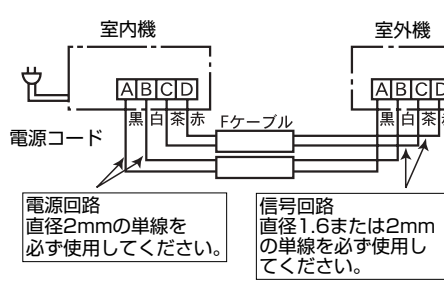 室内機
室外機
A B C D
A B C D
黒 白 茶 赤
黒 白 茶
Fケーブル
電源コード
電源回路
直径2mmの単線を
必ず使用してください。
信号回路
直径1.6または2mm
の単線を必ず使用し
てください。